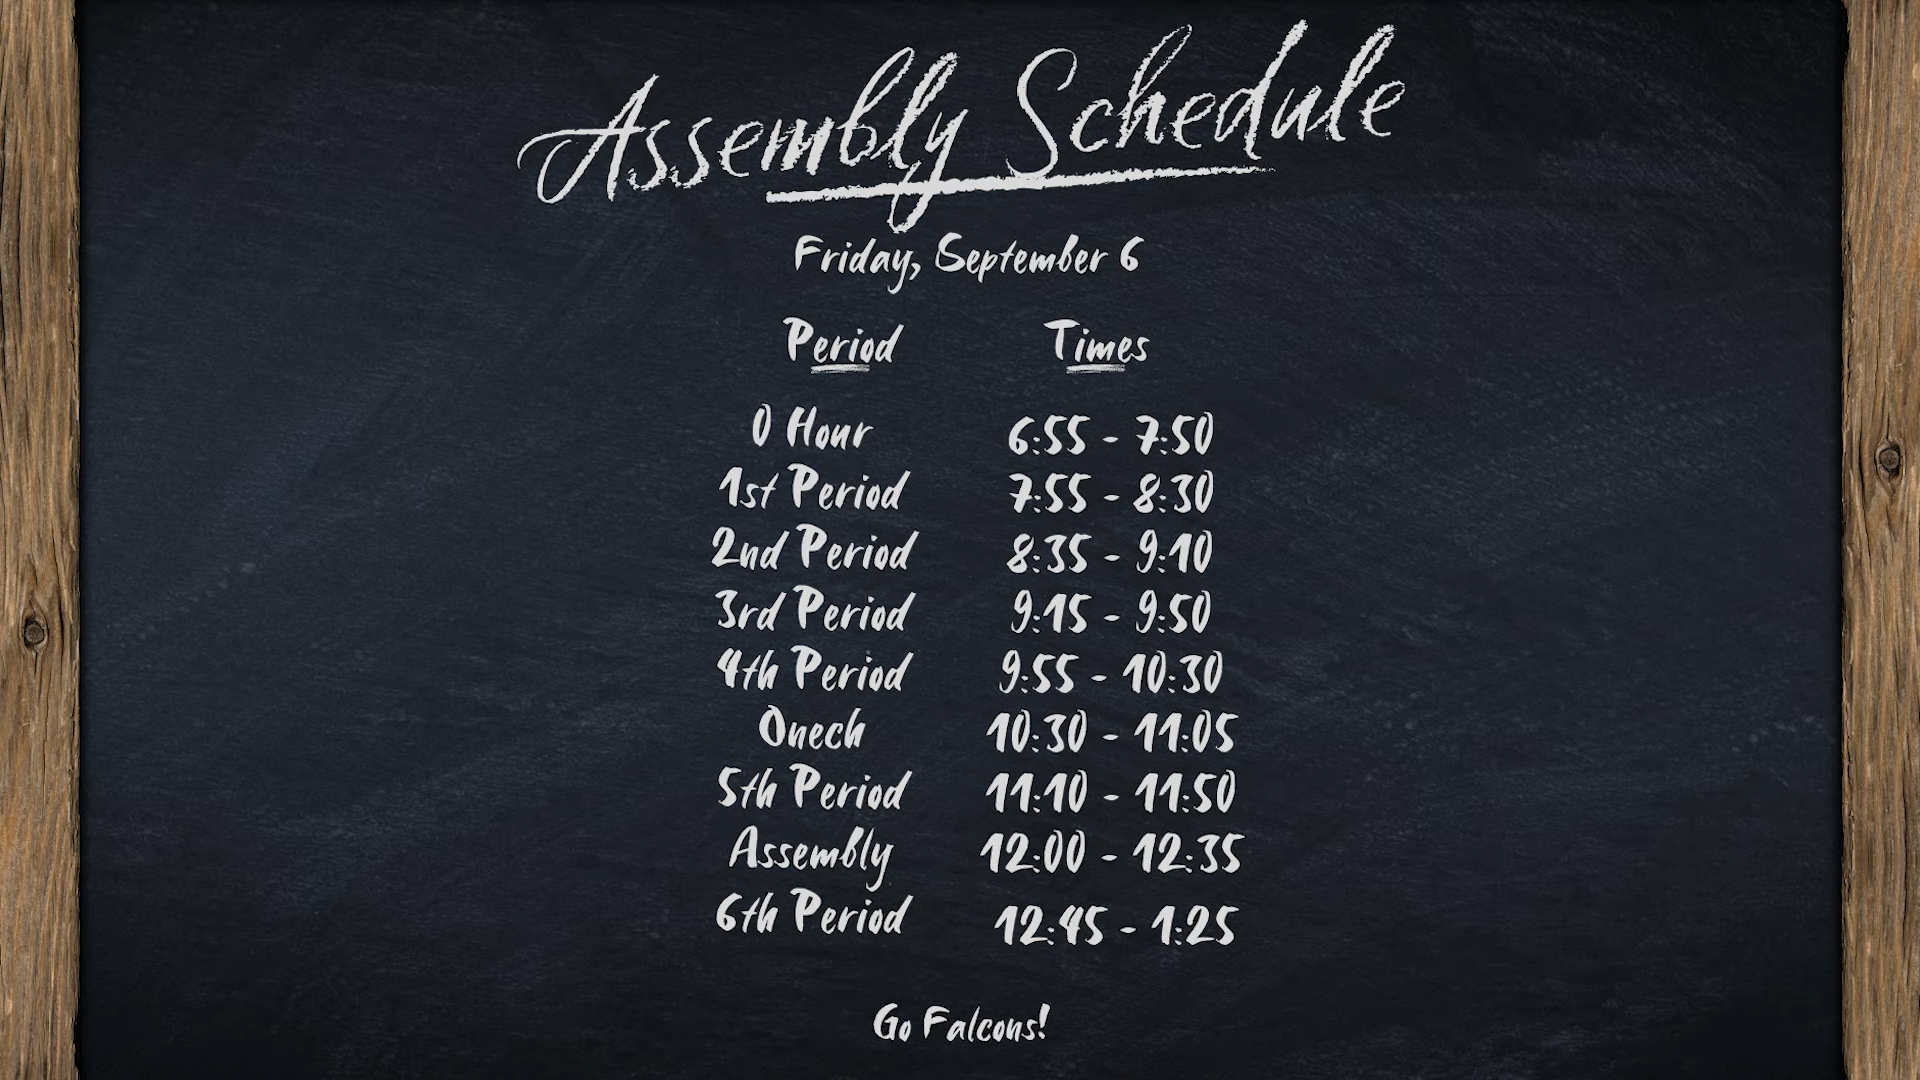 Assembly Schedule
Friday, September 6
Period Times
0 Hour 6:55 - 7:50
1st Period 7:55 - 8:30
2nd Period 8:35 - 9:10
3rd Period 9:15 - 9:50
4th Period 9:55 - 10:30
Onech 10:30 - 11:05
5th Period 11:10 - 11:50
Assembly 12:00 - 12:35
6th Period 12:45 - 1:25
Go Falcons!